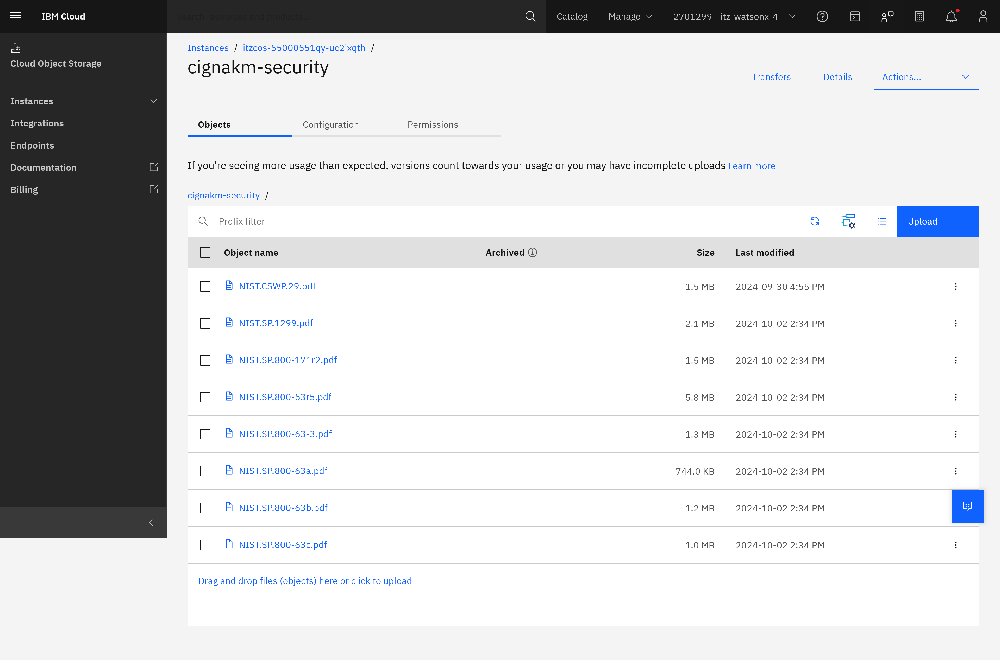 IBM Cloud
Search resources and products...
Catalog
Manage
2701299 - itz-watsonx-4
Cloud Object Storage
Instances
Integrations
Endpoints
Documentation
Billing
Instances / itzcos-55000551qy-uc2ixqth /
cignakm-security
Transfers
Details
Actions...
Objects
Configuration
Permissions
If you're seeing more usage than expected, versions count towards your usage or you may have incomplete uploads Learn more
cignakm-security /
Prefix filter
Upload
Object name Archived Size Last modified
NIST.CSWP.29.pdf 1.5 MB 2024-09-30 4:55 PM
NIST.SP.1299.pdf 2.1 MB 2024-10-02 2:34 PM
NIST.SP.800-171r2.pdf 1.5 MB 2024-10-02 2:34 PM
NIST.SP.800-53r5.pdf 5.8 MB 2024-10-02 2:34 PM
NIST.SP.800-63-3.pdf 1.3 MB 2024-10-02 2:34 PM
NIST.SP.800-63a.pdf 744.0 KB 2024-10-02 2:34 PM
NIST.SP.800-63b.pdf 1.2 MB 2024-10-02 2:34 PM
NIST.SP.800-63c.pdf 1.0 MB 2024-10-02 2:34 PM
Drag and drop files (objects) here or click to upload